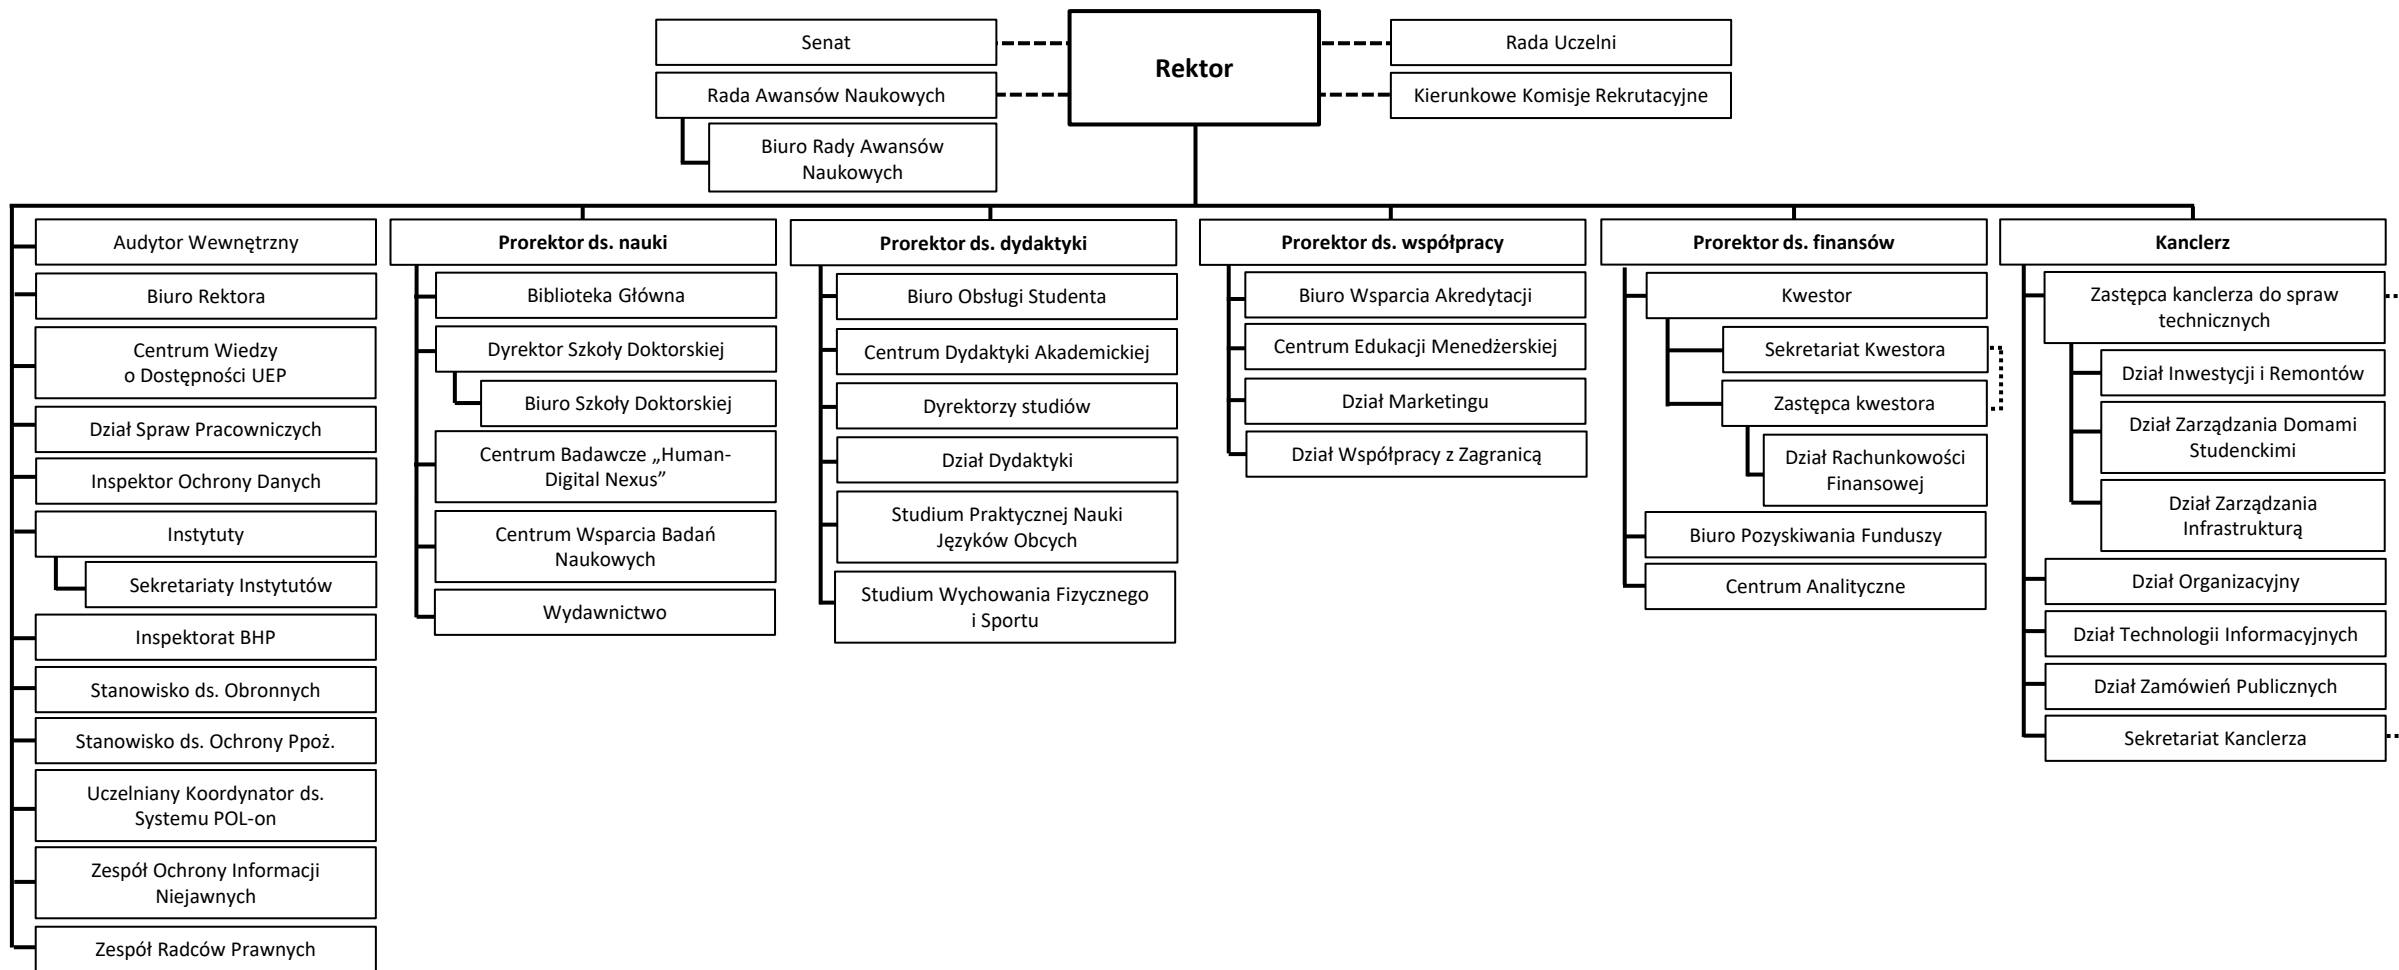 Senat
Rektor
Rada Uczelni
Rada Awansów Naukowych
Kierunkowe Komisje Rekrutacyjne
Biuro Rady Awansów
Naukowych
Audytor Wewnętrzny
Biuro Rektora
Centrum Wiedzy
o Dostępności UEP
Dział Spraw Pracowniczych
Inspektor Ochrony Danych
Instytuty
Sekretariaty Instytutów
Inspektorat BHP
Stanowisko ds. Obronnych
Stanowisko ds. Ochrony Ppoż.
Uczelniany Koordynator ds.
Systemu POL-on
Zespół Ochrony Informacji
Niejawnych
Zespół Radców Prawnych
Prorektor ds. nauki
Biblioteka Główna
Dyrektor Szkoły Doktorskiej
Biuro Szkoły Doktorskiej
Centrum Badawcze „Human-
Digital Nexus”
Centrum Wsparcia Badań
Naukowych
Wydawnictwo
Prorektor ds. dydaktyki
Biuro Obsługi Studenta
Centrum Dydaktyki Akademickiej
Dyrektorzy studiów
Dział Dydaktyki
Studium Praktycznej Nauki
Języków Obcych
Studium Wychowania Fizycznego
i Sportu
Prorektor ds. współpracy
Biuro Wsparcia Akredytacji
Centrum Edukacji Menedżerskiej
Dział Marketingu
Dział Współpracy z Zagranicą
Prorektor ds. finansów
Kwestor
Sekretariat Kwestora
Zastępca kwestora
Dział Rachunkowości
Finansowej
Biuro Pozyskiwania Funduszy
Centrum Analityczne
Kanclerz
Zastępca kanclerza do spraw
technicznych
Dział Inwestycji i Remontów
Dział Zarządzania Domami
Studenckimi
Dział Zarządzania
Infrastrukturą
Dział Organizacyjny
Dział Technologii Informacyjnych
Dział Zamówień Publicznych
Sekretariat Kanclerza